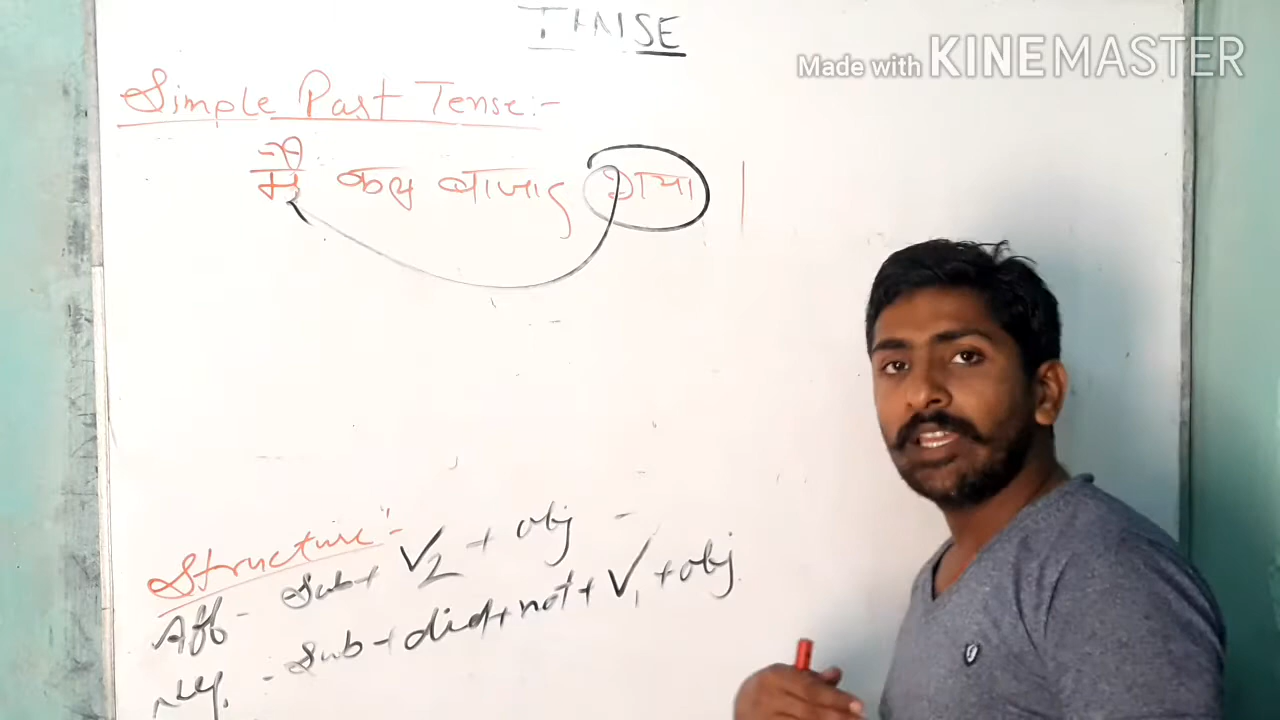 TENSE
Made with KINEMASTER
Simple Past Tense:-
मैं कल बाजार गया |
Structure:-
Aff - Sub + V2 + obj -
Neg. - Sub + did + not + V1 + obj.